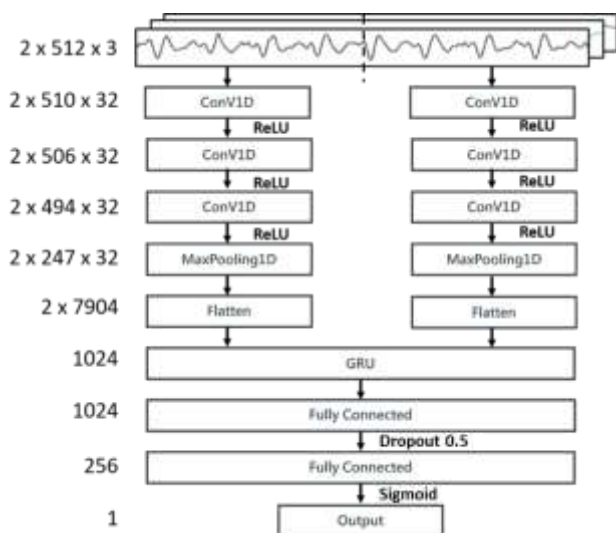 2 x 512 x 3
2 x 510 x 32 ConV1D ConV1D
ReLU ReLU
2 x 506 x 32 ConV1D ConV1D
ReLU ReLU
2 x 494 x 32 ConV1D ConV1D
ReLU ReLU
2 x 247 x 32 MaxPooling1D MaxPooling1D
2 x 7904 Flatten Flatten
1024 GRU
1024 Fully Connected
Dropout 0.5
256 Fully Connected
Sigmoid
1 Output